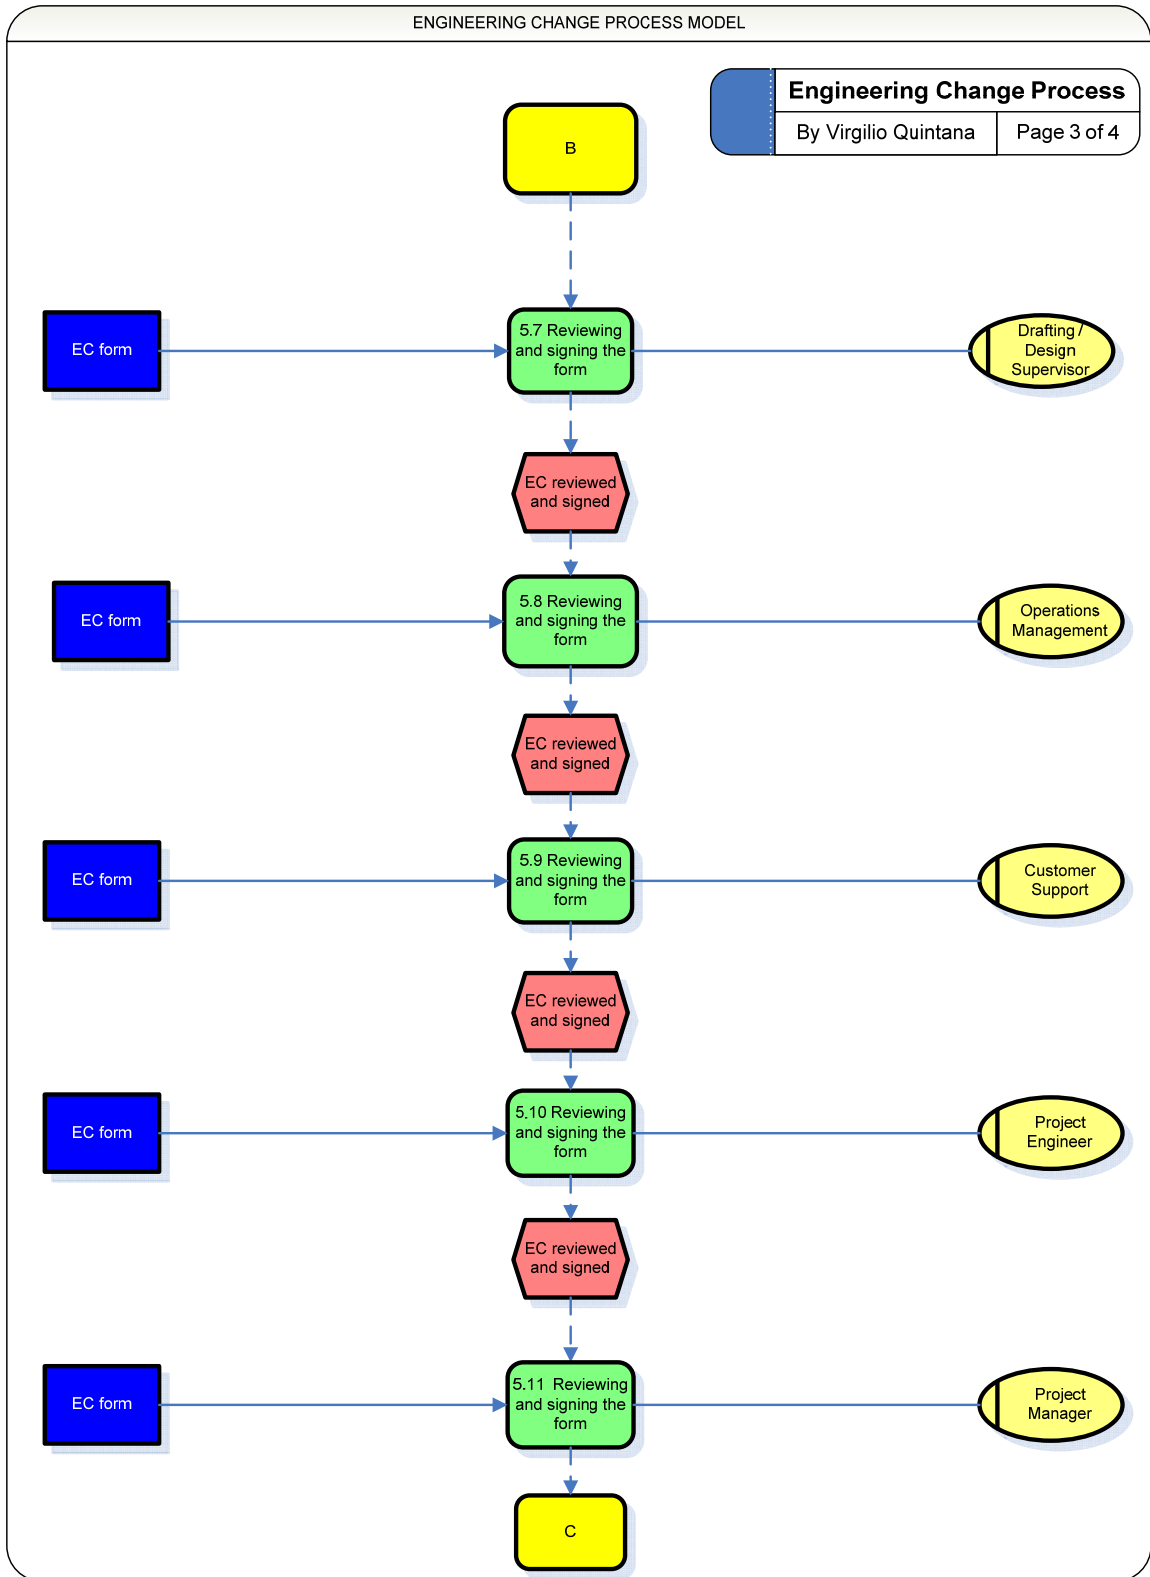 ENGINEERING CHANGE PROCESS MODEL
Engineering Change Process
By Virgilio Quintana
Page 3 of 4
B
EC form
5.7 Reviewing
and signing the
form
Drafting /
Design
Supervisor
EC reviewed
and signed
EC form
5.8 Reviewing
and signing the
form
Operations
Management
EC reviewed
and signed
EC form
5.9 Reviewing
and signing the
form
Customer
Support
EC reviewed
and signed
EC form
5.10 Reviewing
and signing the
form
Project
Engineer
EC reviewed
and signed
EC form
5.11 Reviewing
and signing the
form
Project
Manager
C